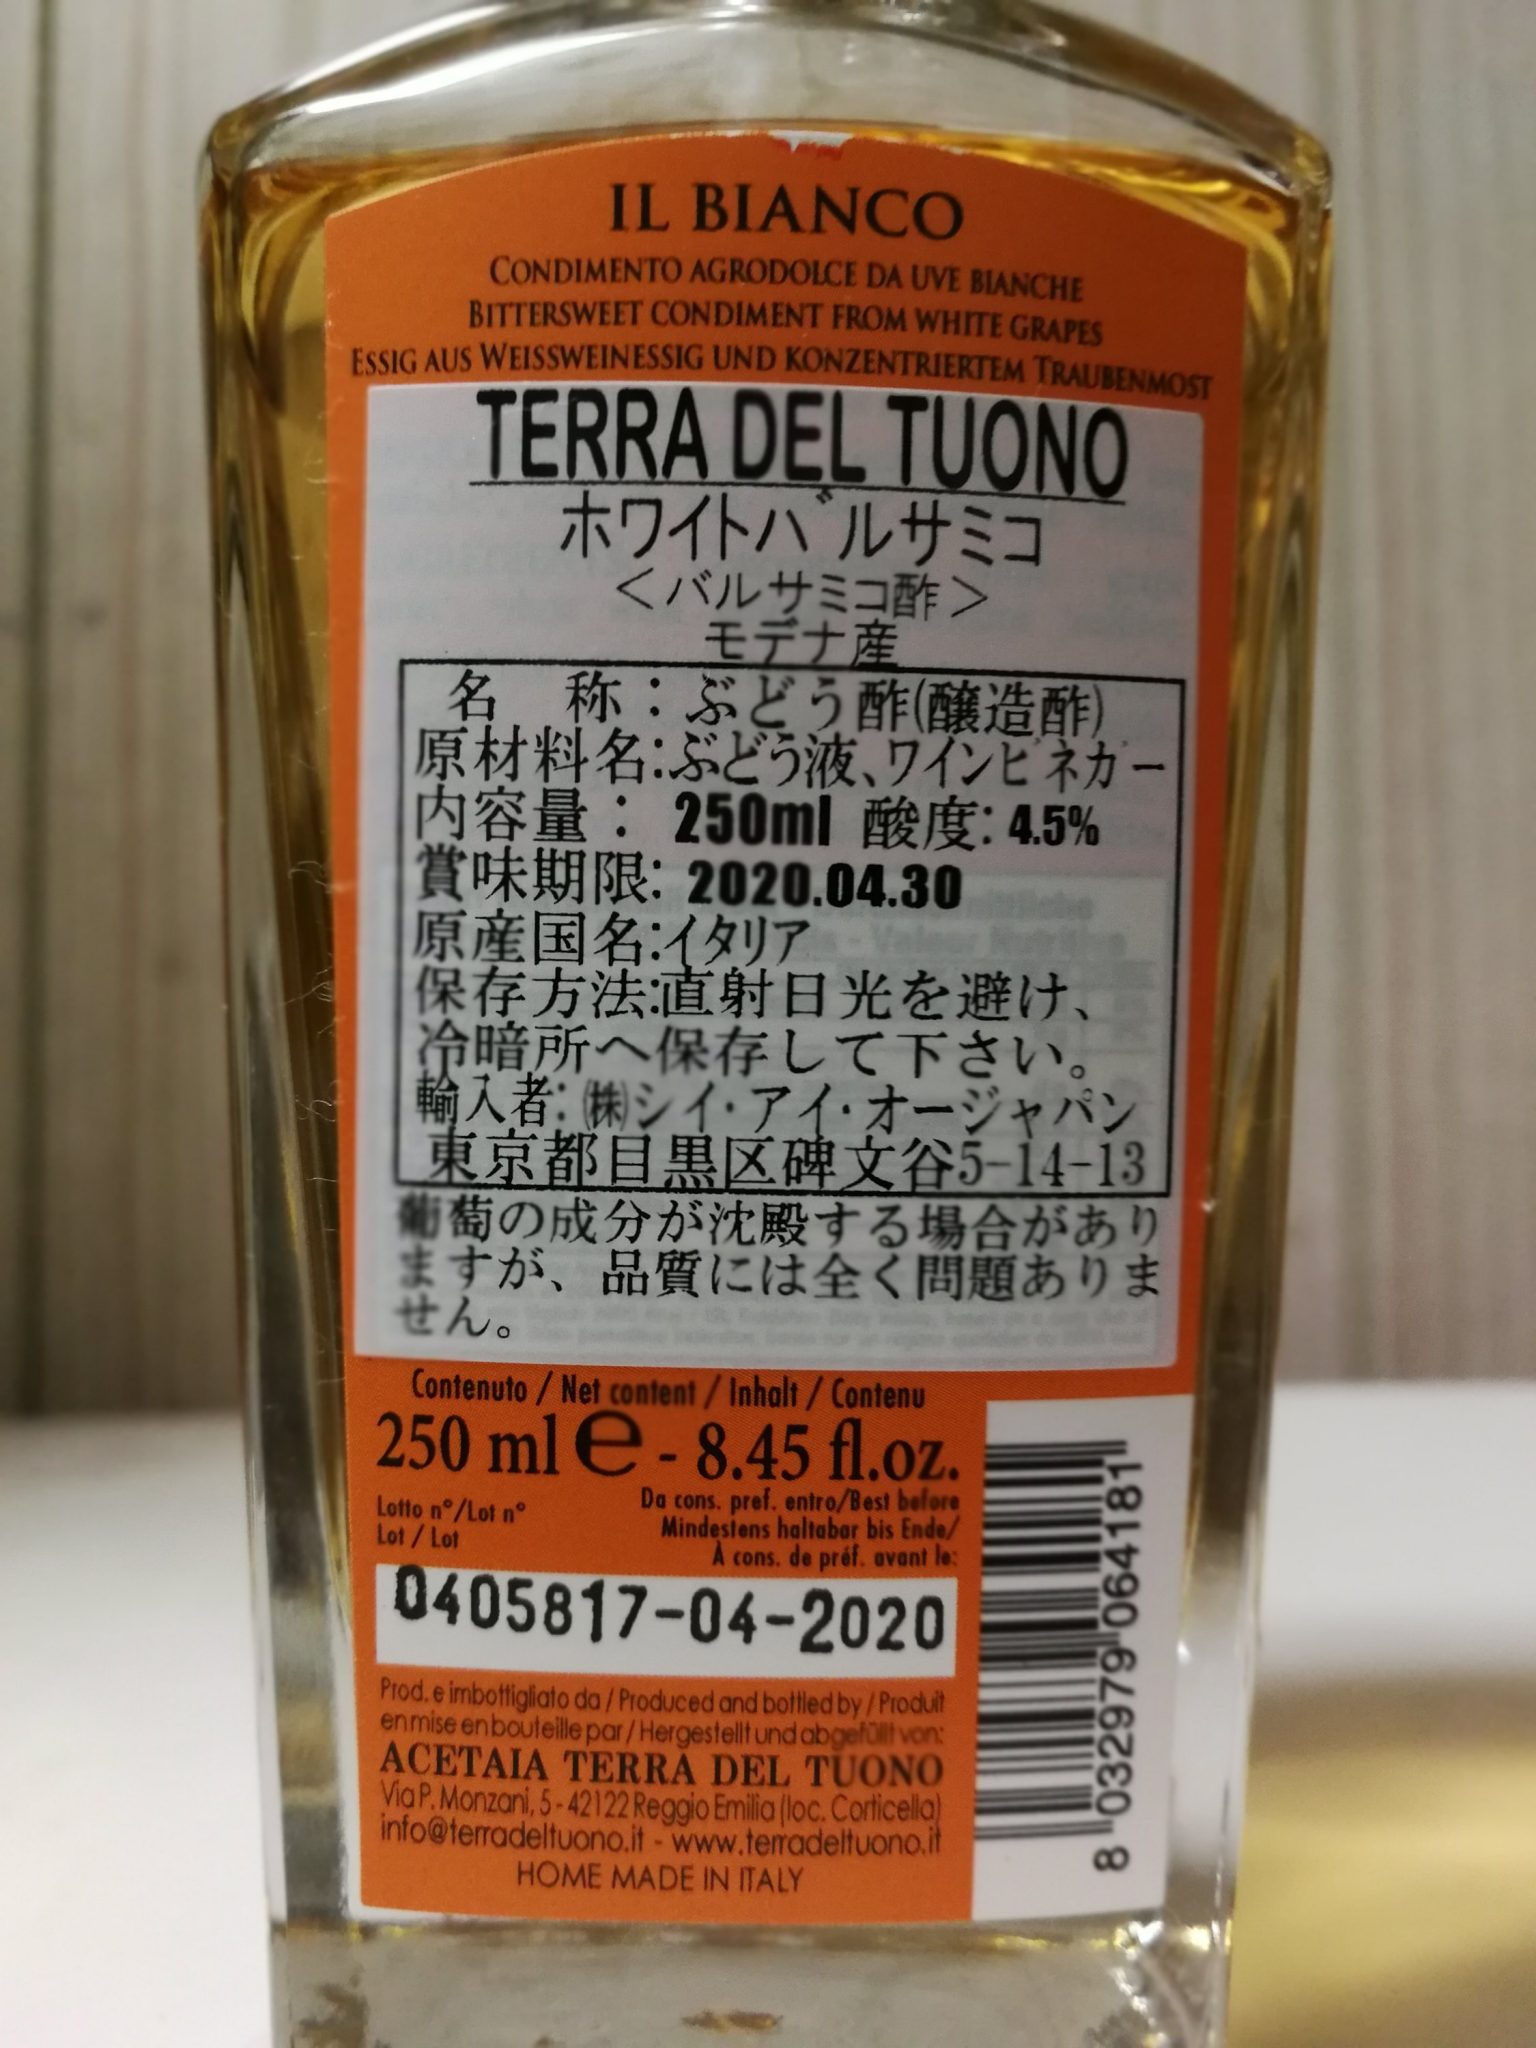 IL BIANCO
CONDIMENTO AGRODOLCE DA UVE BIANCHE
BITTERSWEET CONDIMENT FROM WHITE GRAPES
ESSIG AUS WEISSWEINESSIG UND KONZENTRIERTEM TRAUBENMOST
TERRA DEL TUONO
ホワイトバルサミコ
＜バルサミコ酢＞
モデナ産
名 称：ぶどう酢(醸造酢)
原材料名:ぶどう液、ワインビネガー
内容量： 250ml 酸度: 4.5%
賞味期限: 2020.04.30
原産国名:イタリア
保存方法:直射日光を避け、
冷暗所へ保存して下さい。
輸入者:㈱シイ・アイ・オージャパン
東京都目黒区碑文谷5-14-13
葡萄の成分が沈殿する場合があり
ますが、品質には全く問題ありま
せん。
Contenuto / Net content / Inhalt / Contenu
250 ml ℮ - 8.45 fl.oz.
Lotto n°/Lot n°
Lot / Lot
Da cons. pref. entro/Best before
Mindestens haltabar bis Ende/
À cons. de préf. avant le:
0405817-04-2020
Prod. e imbottigliato da / Produced and bottled by / Produit
en mise en bouteille par / Hergestellt und abgefüllt von:
ACETAIA TERRA DEL TUONO
Via P. Monzani, 5 - 42122 Reggio Emilia (loc. Corticella)
info@terradeltuono.it - www.terradeltuono.it
HOME MADE IN ITALY
8 032979 064181